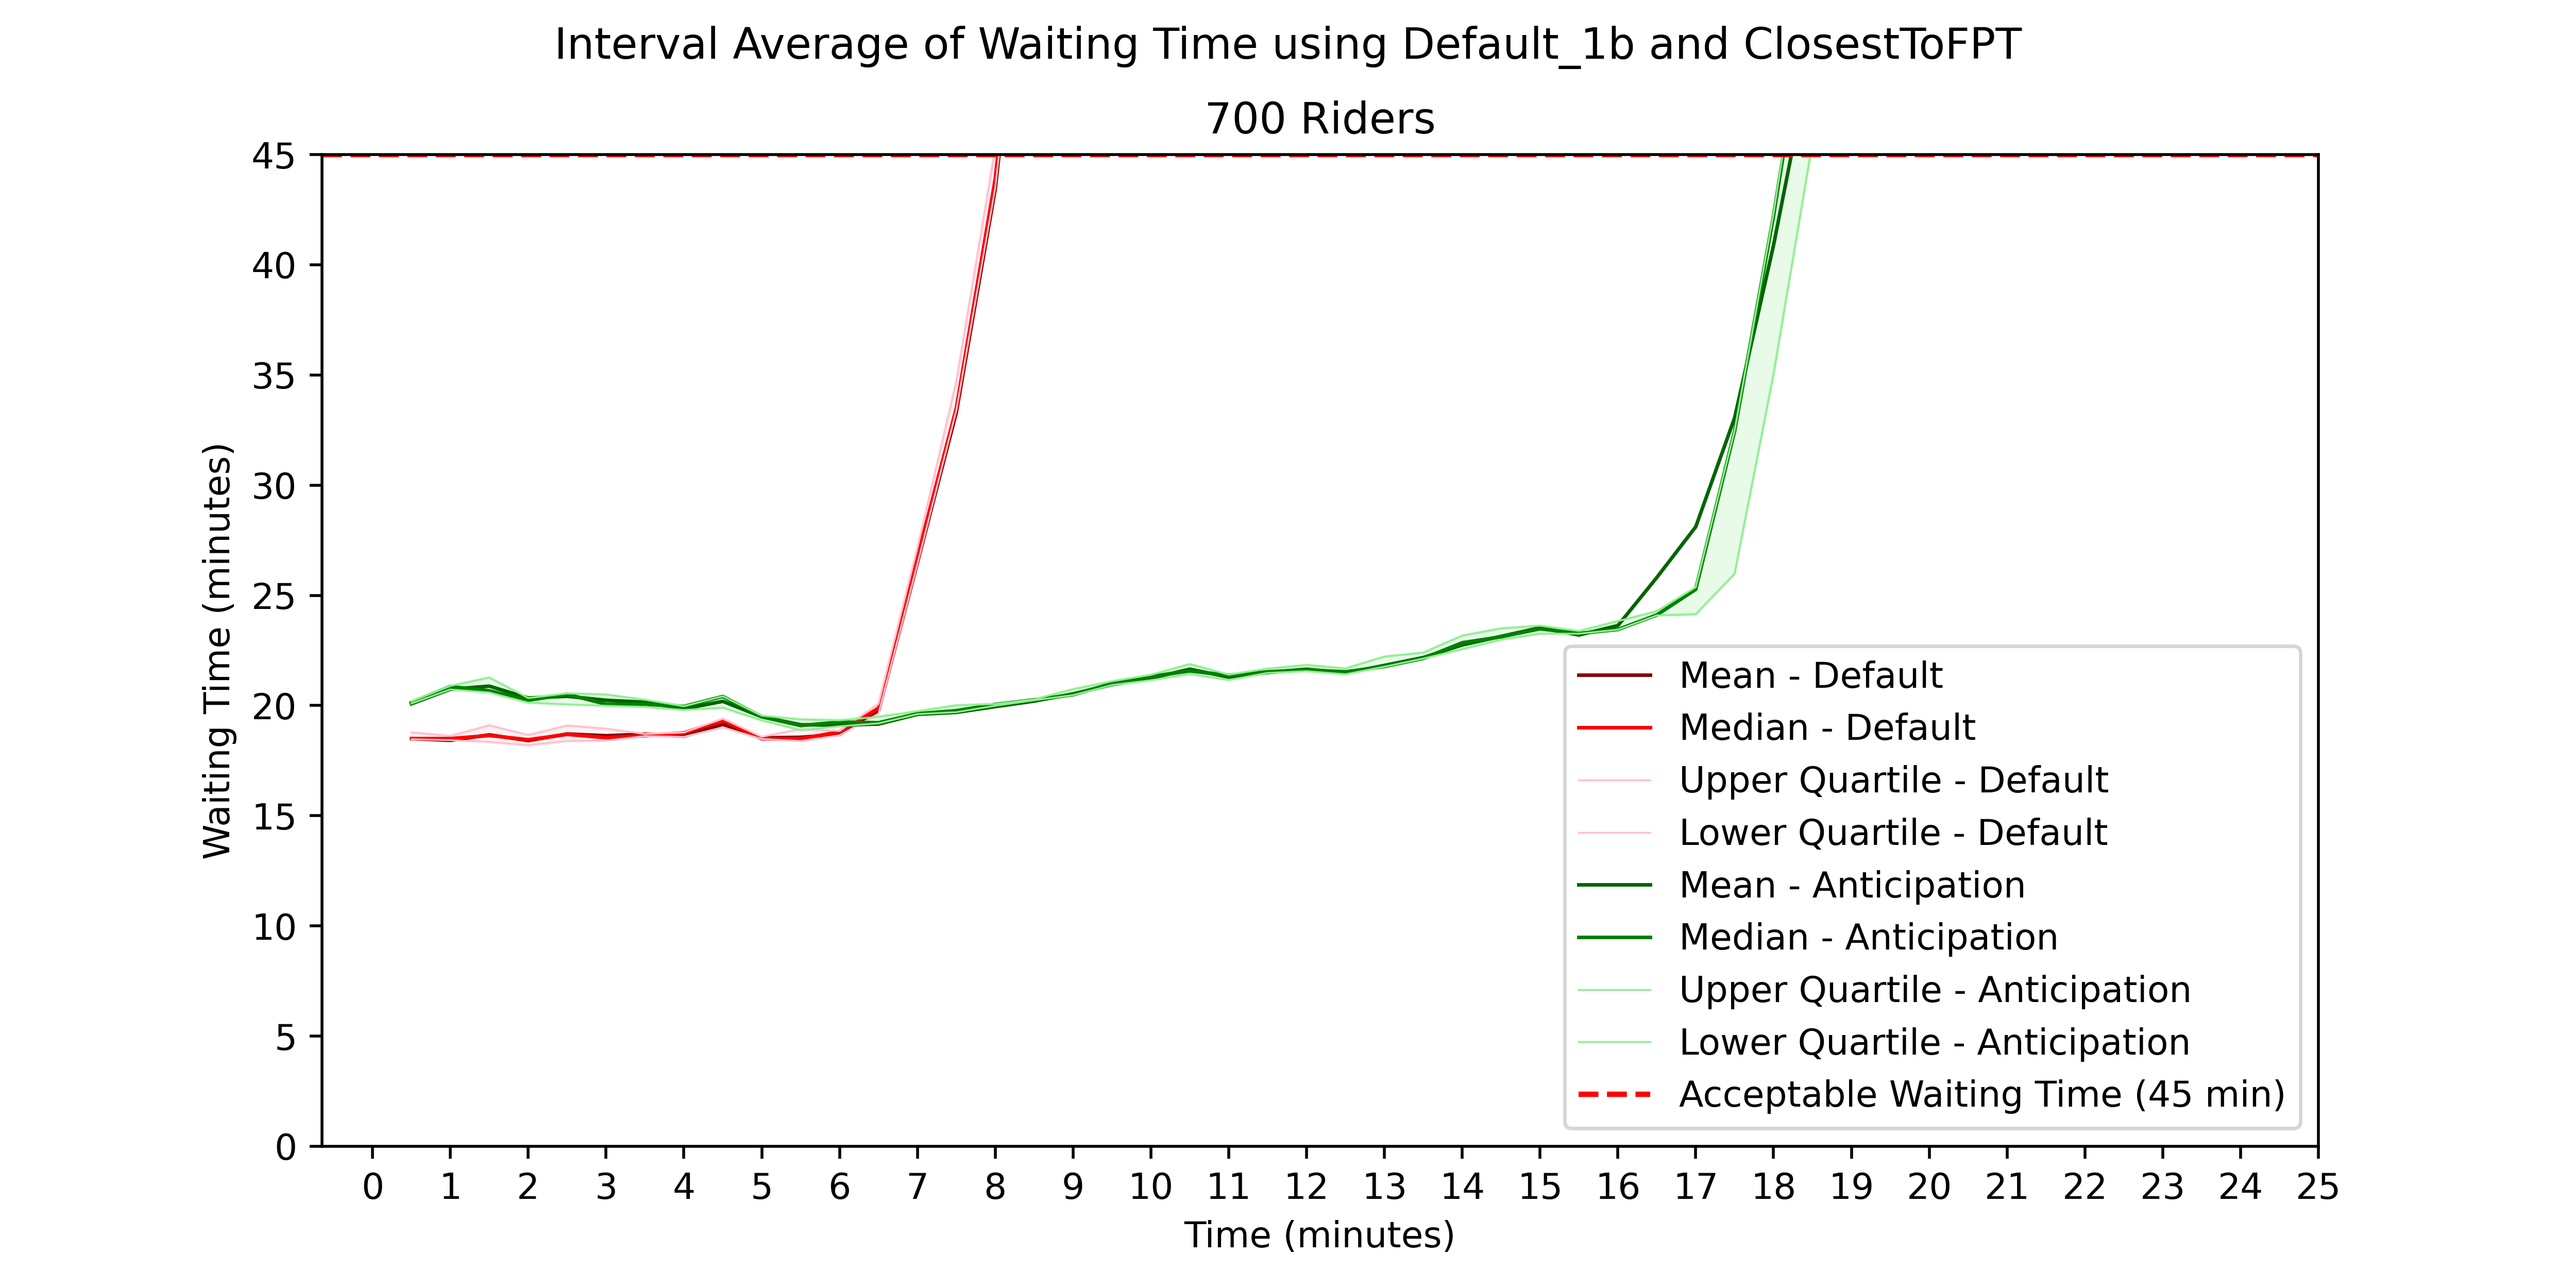 Interval Average of Waiting Time using Default_1b and ClosestToFPT
700 Riders
Waiting Time (minutes)
45
40
35
30
25
20
15
10
5
0
0 1 2 3 4 5 6 7 8 9 10 11 12 13 14 15 16 17 18 19 20 21 22 23 24 25
Time (minutes)
Mean - Default
Median - Default
Upper Quartile - Default
Lower Quartile - Default
Mean - Anticipation
Median - Anticipation
Upper Quartile - Anticipation
Lower Quartile - Anticipation
Acceptable Waiting Time (45 min)